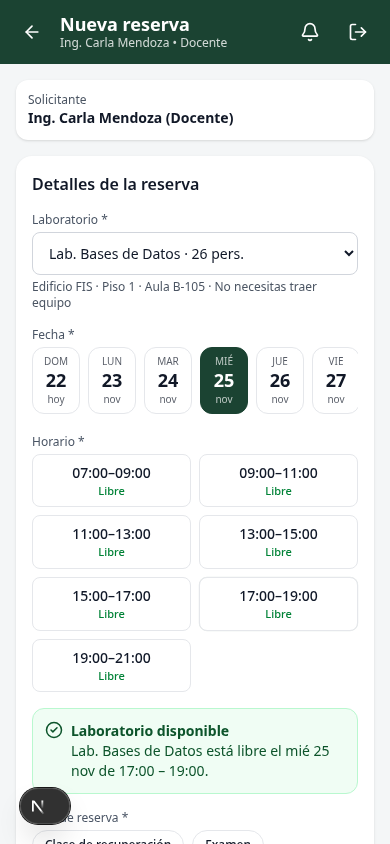 Nueva reserva
Ing. Carla Mendoza • Docente
Solicitante
Ing. Carla Mendoza (Docente)
Detalles de la reserva
Laboratorio *
Lab. Bases de Datos · 26 pers.
Edificio FIS · Piso 1 · Aula B-105 · No necesitas traer
equipo
Fecha *
DOM LUN MAR MIÉ JUE VIE
22 23 24 25 26 27
hoy nov nov nov nov nov
Horario *
07:00–09:00 09:00–11:00
Libre Libre
11:00–13:00 13:00–15:00
Libre Libre
15:00–17:00 17:00–19:00
Libre Libre
19:00–21:00
Libre
Laboratorio disponible
Lab. Bases de Datos está libre el mié 25
nov de 17:00 – 19:00.
N
de reserva *
Clase de recuperación Examen